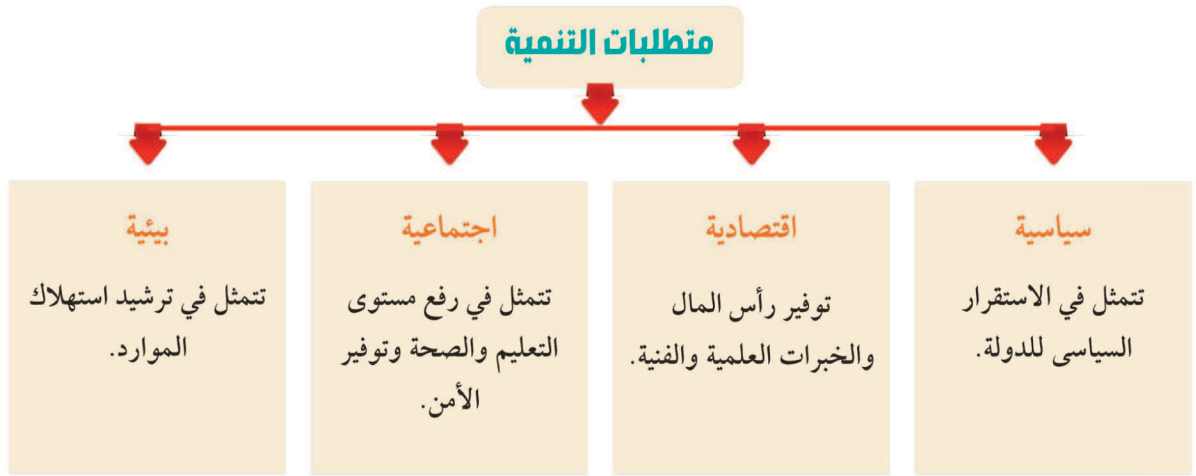 متطلبات التنمية
سياسية
تتمثل في الاستقرار
السياسى للدولة.
اقتصادية
توفير رأس المال
والخبرات العلمية والفنية.
اجتماعية
تتمثل في رفع مستوى
التعليم والصحة وتوفير
الأمن.
بيئية
تتمثل في ترشيد استهلاك
الموارد.